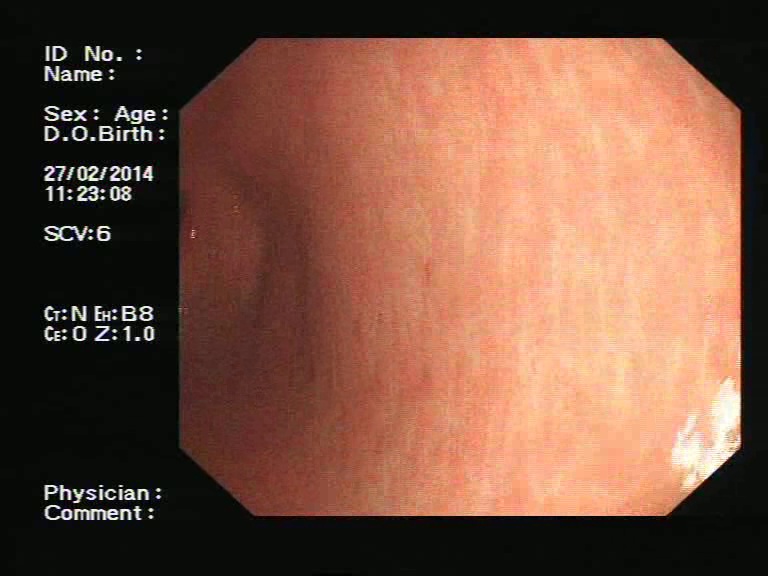 ID No. :
Name:
Sex: Age:
D.O.Birth:
27/02/2014
11:23:08
SCV:6
CT:N EH:B8
CE:0 Z:1.0
Physician:
Comment: